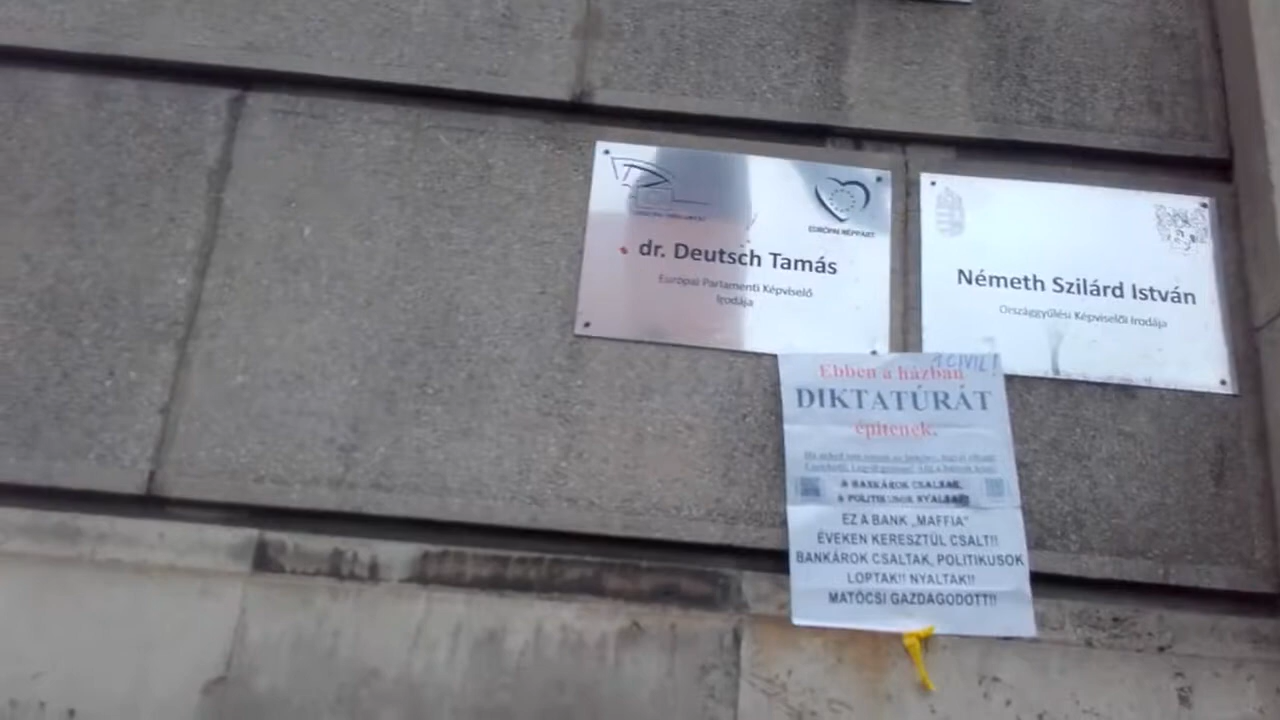 EURÓPAI NÉPPÁRT
dr. Deutsch Tamás
Európai Parlamenti Képviselő
Irodája
Németh Szilárd István
Országgyűlési Képviselői Irodája
1 CIVIL!
Ebben a házban
DIKTATÚRÁT
építenek.
A BANKÁROK CSALTAK,
A POLITIKUSOK NYALTAK!!
EZ A BANK „MAFFIA”
ÉVEKEN KERESZTÜL CSALT!!
BANKÁROK CSALTAK, POLITIKUSOK
LOPTAK!! NYALTAK!!
MATÓCSI GAZDAGODOTT!!